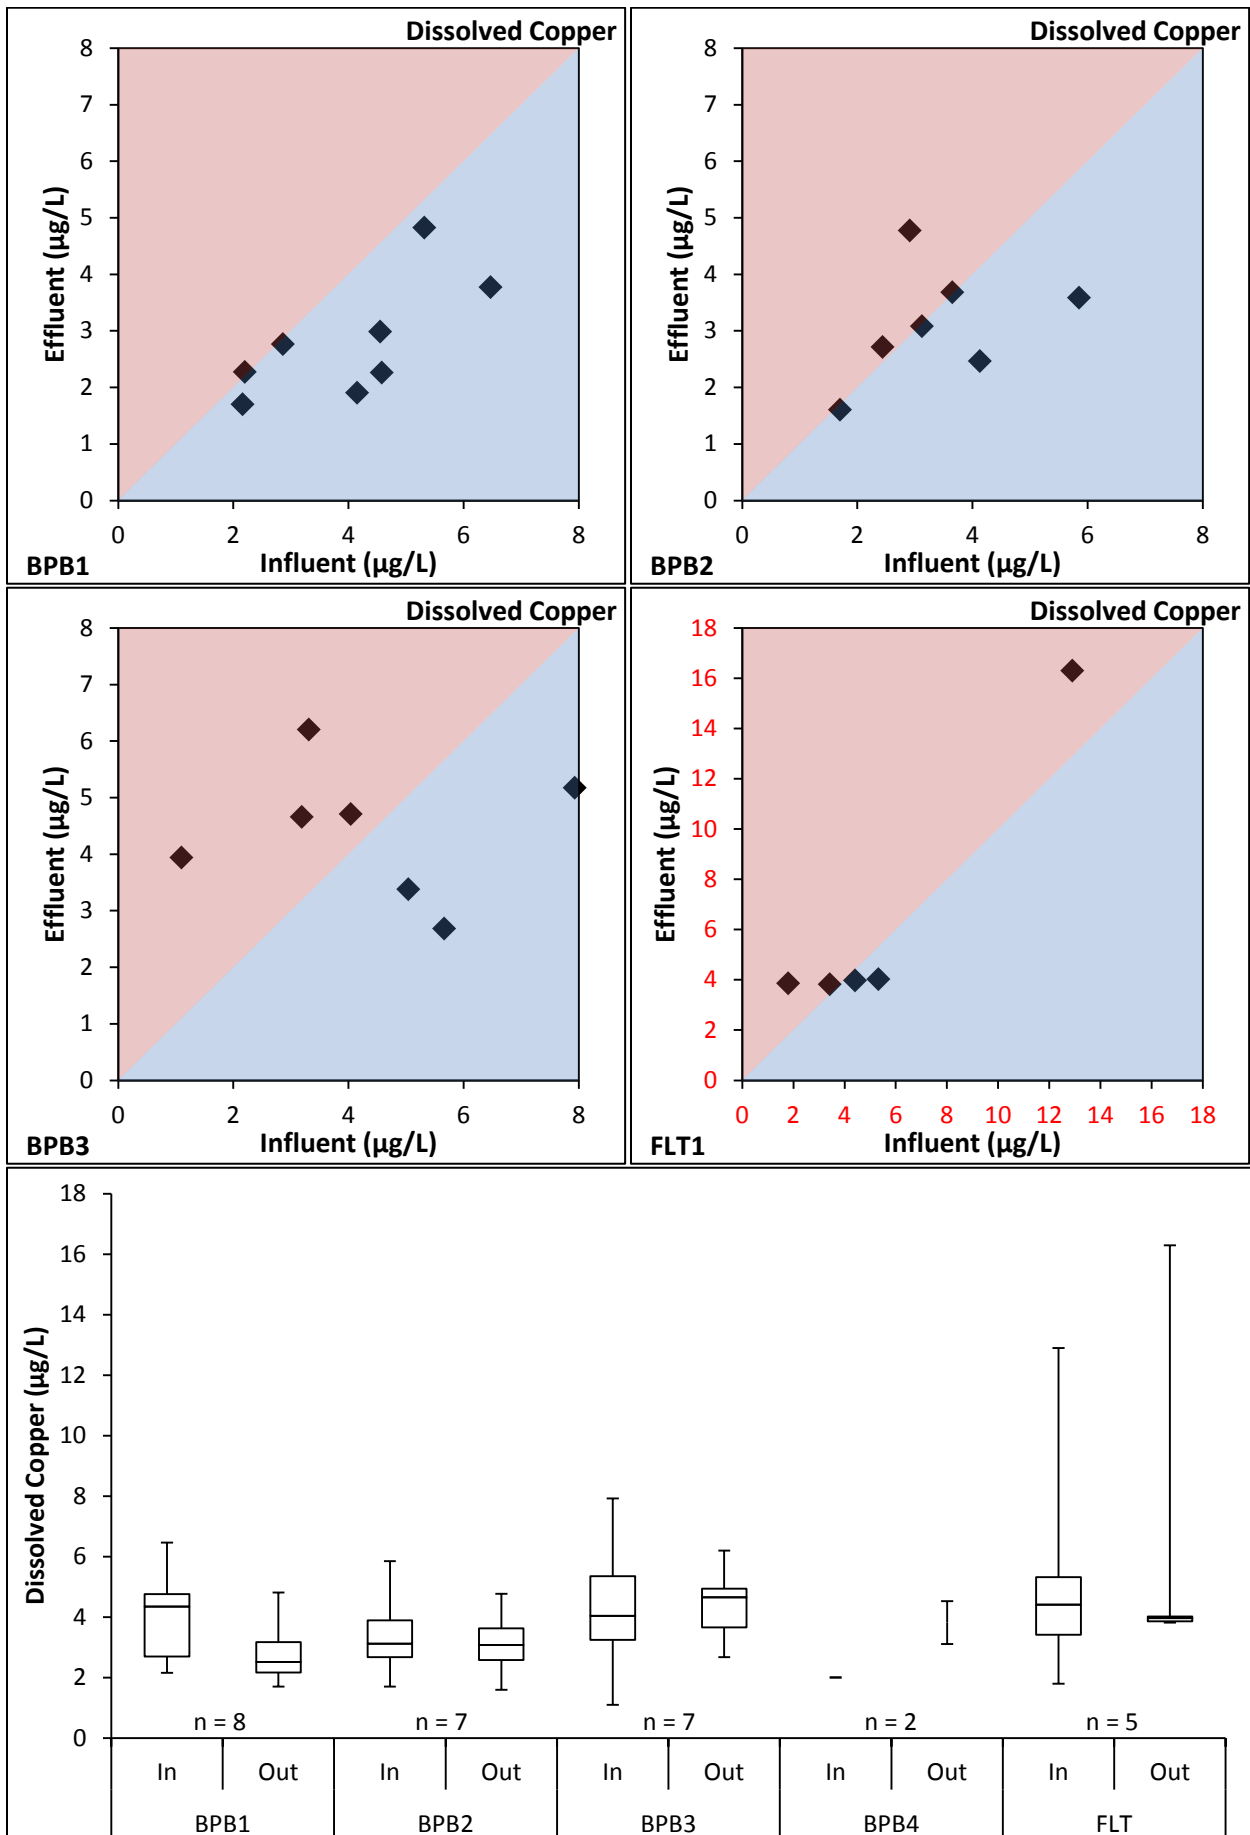 Dissolved Copper
8
7
6
5
4
3
2
1
0
Effluent (µg/L)
0 2 4 6 8
Influent (µg/L)
BPB1
Dissolved Copper
8
7
6
5
4
3
2
1
0
Effluent (µg/L)
0 2 4 6 8
Influent (µg/L)
BPB2
Dissolved Copper
8
7
6
5
4
3
2
1
0
Effluent (µg/L)
0 2 4 6 8
Influent (µg/L)
BPB3
Dissolved Copper
18
16
14
12
10
8
6
4
2
0
Effluent (µg/L)
0 2 4 6 8 10 12 14 16 18
Influent (µg/L)
FLT1
18
16
14
12
10
8
6
4
2
0
Dissolved Copper (µg/L)
n = 8 n = 7 n = 7 n = 2 n = 5
In Out In Out In Out In Out In Out
BPB1 BPB2 BPB3 BPB4 FLT